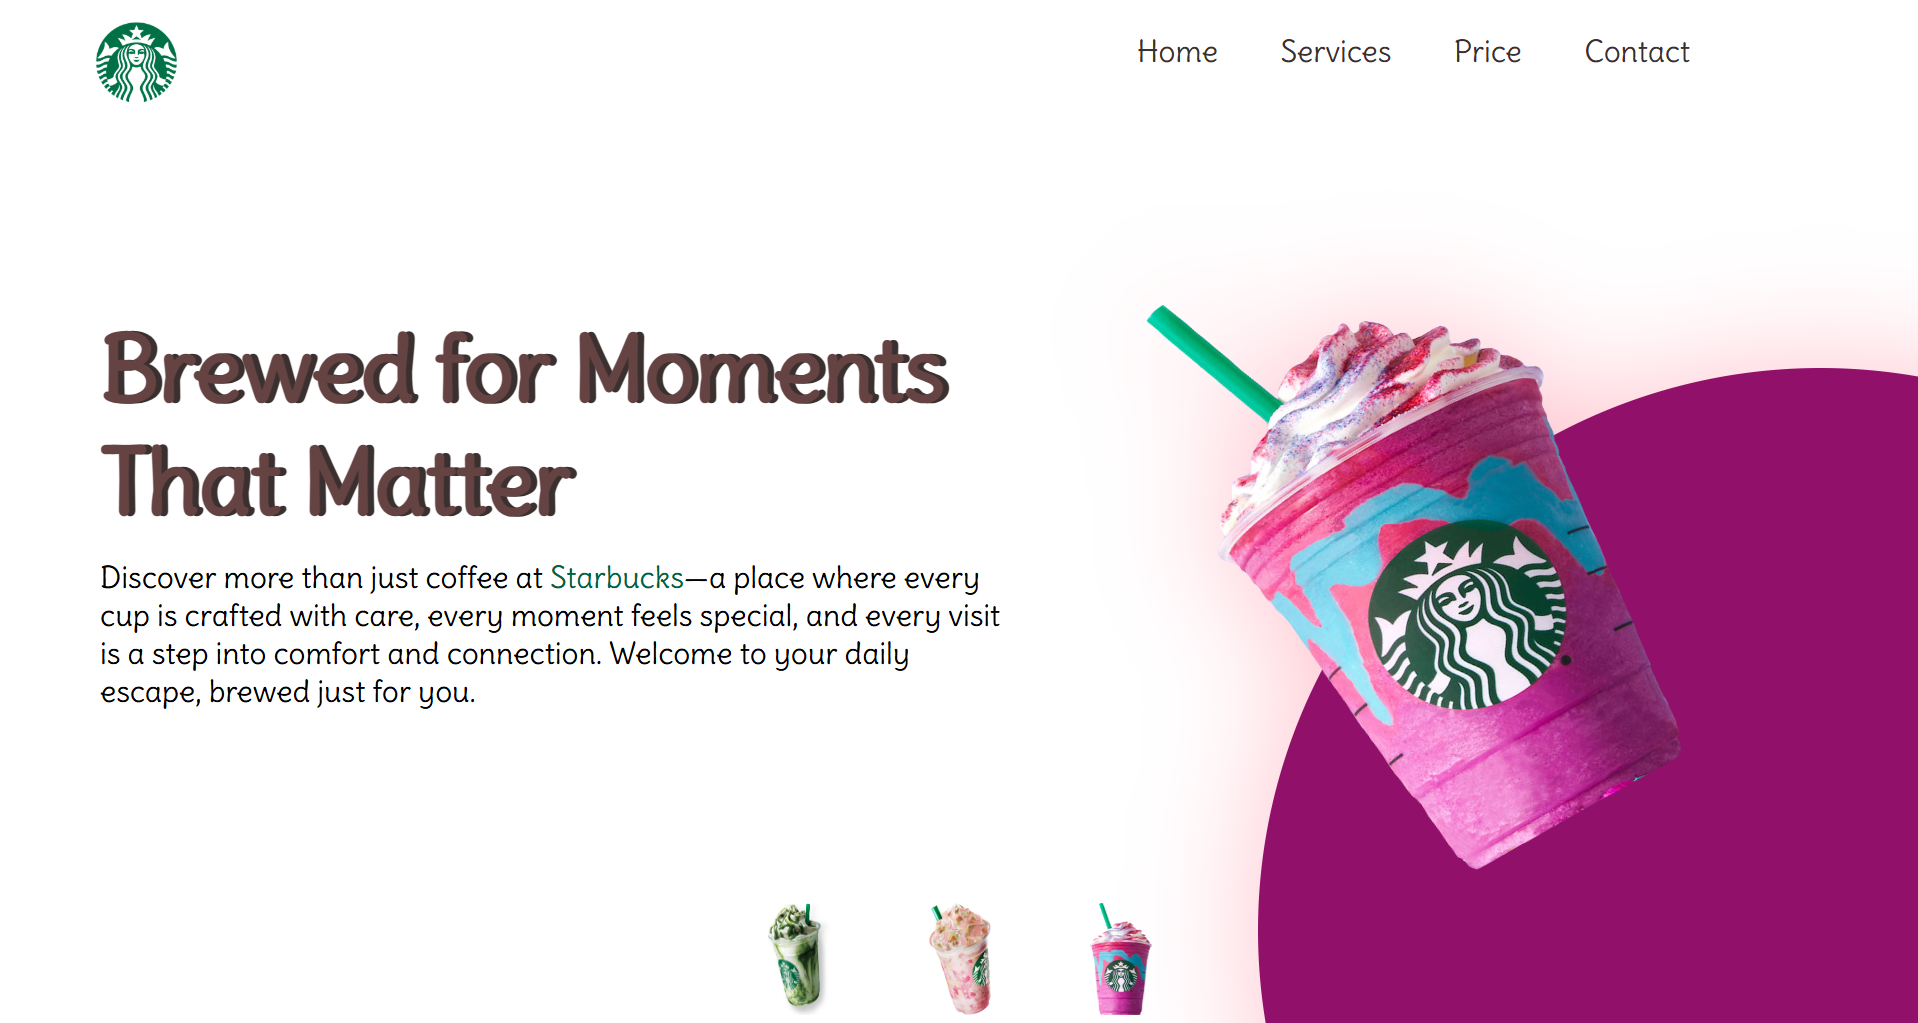 Home Services Price Contact
Brewed for Moments
That Matter
Discover more than just coffee at Starbucks—a place where every
cup is crafted with care, every moment feels special, and every visit
is a step into comfort and connection. Welcome to your daily
escape, brewed just for you.